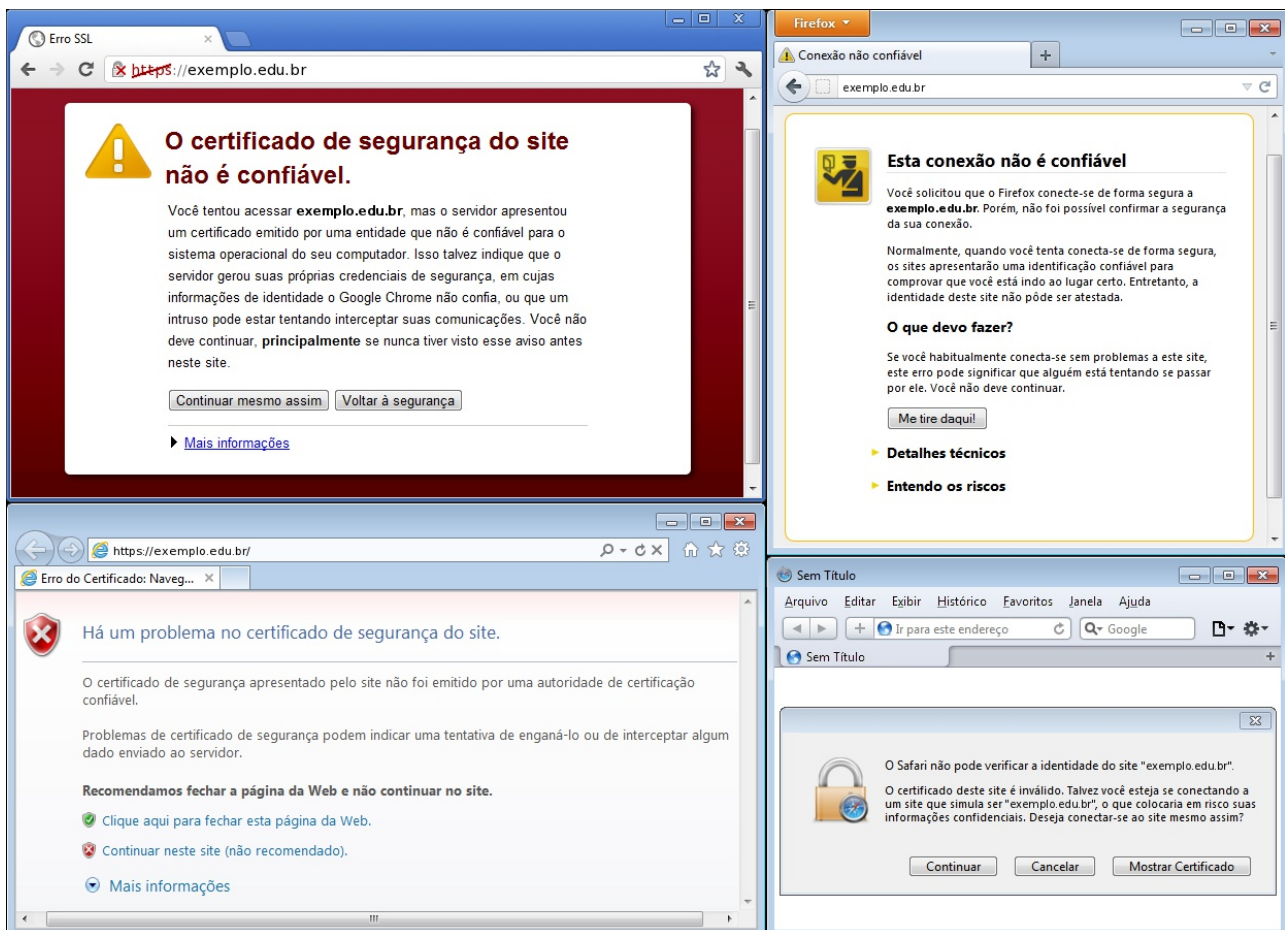 Erro SSL
https://exemplo.edu.br
O certificado de segurança do site
não é confiável.
Você tentou acessar exemplo.edu.br, mas o servidor apresentou
um certificado emitido por uma entidade que não é confiável para o
sistema operacional do seu computador. Isso talvez indique que o
servidor gerou suas próprias credenciais de segurança, em cujas
informações de identidade o Google Chrome não confia, ou que um
intruso pode estar tentando interceptar suas comunicações. Você não
deve continuar, principalmente se nunca tiver visto esse aviso antes
neste site.
Continuar mesmo assim Voltar à segurança
Mais informações
Firefox
Conexão não confiável
exemplo.edu.br
Esta conexão não é confiável
Você solicitou que o Firefox conecte-se de forma segura a
exemplo.edu.br. Porém, não foi possível confirmar a segurança
da sua conexão.
Normalmente, quando você tenta conecta-se de forma segura,
os sites apresentarão uma identificação confiável para
comprovar que você está indo ao lugar certo. Entretanto, a
identidade deste site não pôde ser atestada.
O que devo fazer?
Se você habitualmente conecta-se sem problemas a este site,
este erro pode significar que alguém está tentando se passar
por ele. Você não deve continuar.
Me tire daqui!
Detalhes técnicos
Entendo os riscos
https://exemplo.edu.br/
Erro do Certificado: Naveg...
Há um problema no certificado de segurança do site.
O certificado de segurança apresentado pelo site não foi emitido por uma autoridade de certificação
confiável.
Problemas de certificado de segurança podem indicar uma tentativa de enganá-lo ou de interceptar algum
dado enviado ao servidor.
Recomendamos fechar a página da Web e não continuar no site.
Clique aqui para fechar esta página da Web.
Continuar neste site (não recomendado).
Mais informações
Sem Título
Arquivo Editar Exibir Histórico Favoritos Janela Ajuda
Ir para este endereço Google
Sem Título
O Safari não pode verificar a identidade do site "exemplo.edu.br".
O certificado deste site é inválido. Talvez você esteja se conectando a
um site que simula ser "exemplo.edu.br", o que colocaria em risco suas
informações confidenciais. Deseja conectar-se ao site mesmo assim?
Continuar Cancelar Mostrar Certificado